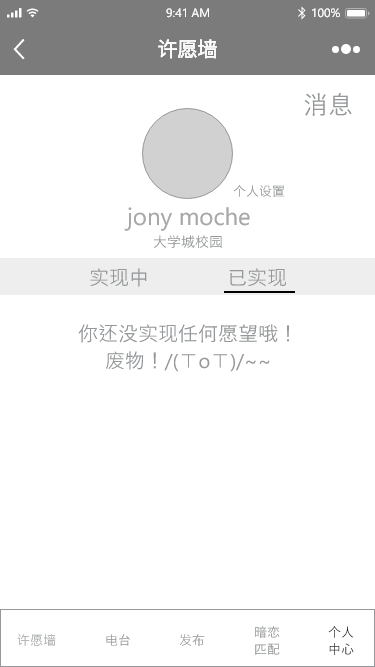 9:41 AM
100%
许愿墙
消息
个人设置
jony moche
大学城校园
实现中
已实现
你还没实现任何愿望哦！
废物！/(ㄒoㄒ)/~~
许愿墙
电台
发布
暗恋
匹配
个人
中心